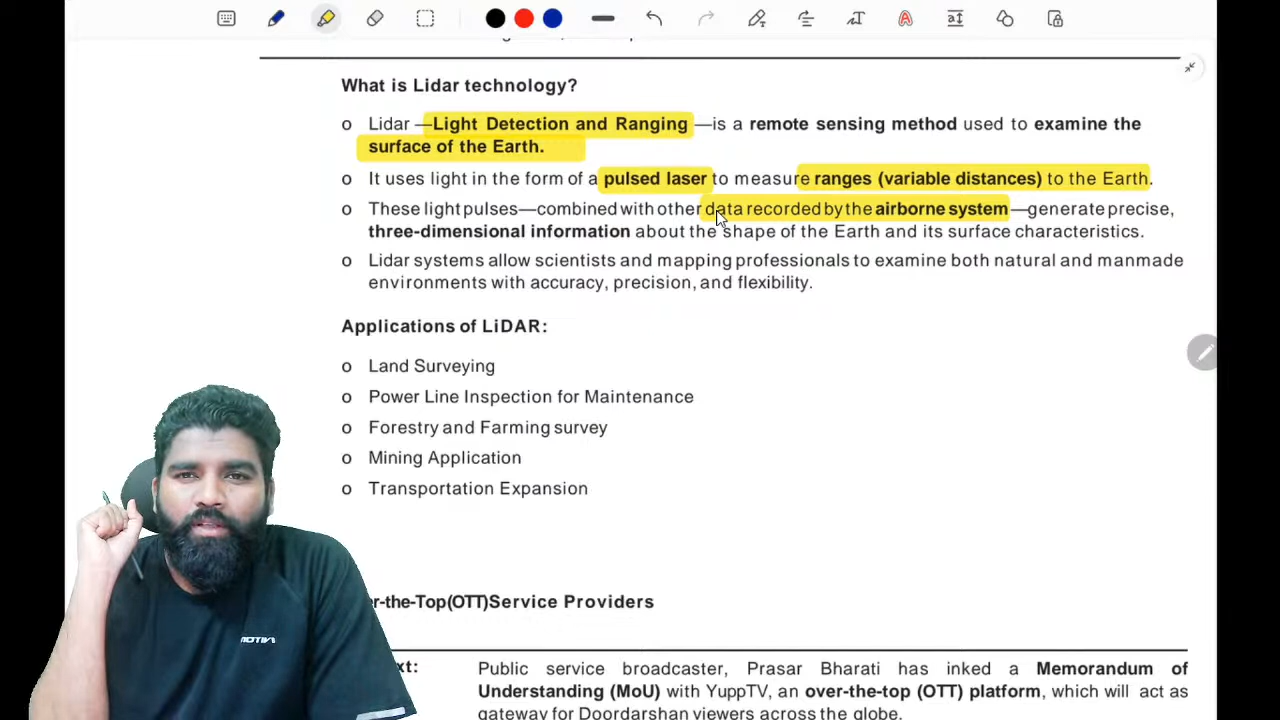 What is Lidar technology?
o Lidar —Light Detection and Ranging —is a remote sensing method used to examine the
surface of the Earth.
o It uses light in the form of a pulsed laser to measure ranges (variable distances) to the Earth.
o These light pulses—combined with other data recorded by the airborne system—generate precise,
three-dimensional information about the shape of the Earth and its surface characteristics.
o Lidar systems allow scientists and mapping professionals to examine both natural and manmade
environments with accuracy, precision, and flexibility.
Applications of LiDAR:
o Land Surveying
o Power Line Inspection for Maintenance
o Forestry and Farming survey
o Mining Application
o Transportation Expansion
er-the-Top(OTT)Service Providers
xt: Public service broadcaster, Prasar Bharati has inked a Memorandum of
Understanding (MoU) with YuppTV, an over-the-top (OTT) platform, which will act as
gateway for Doordarshan viewers across the globe.